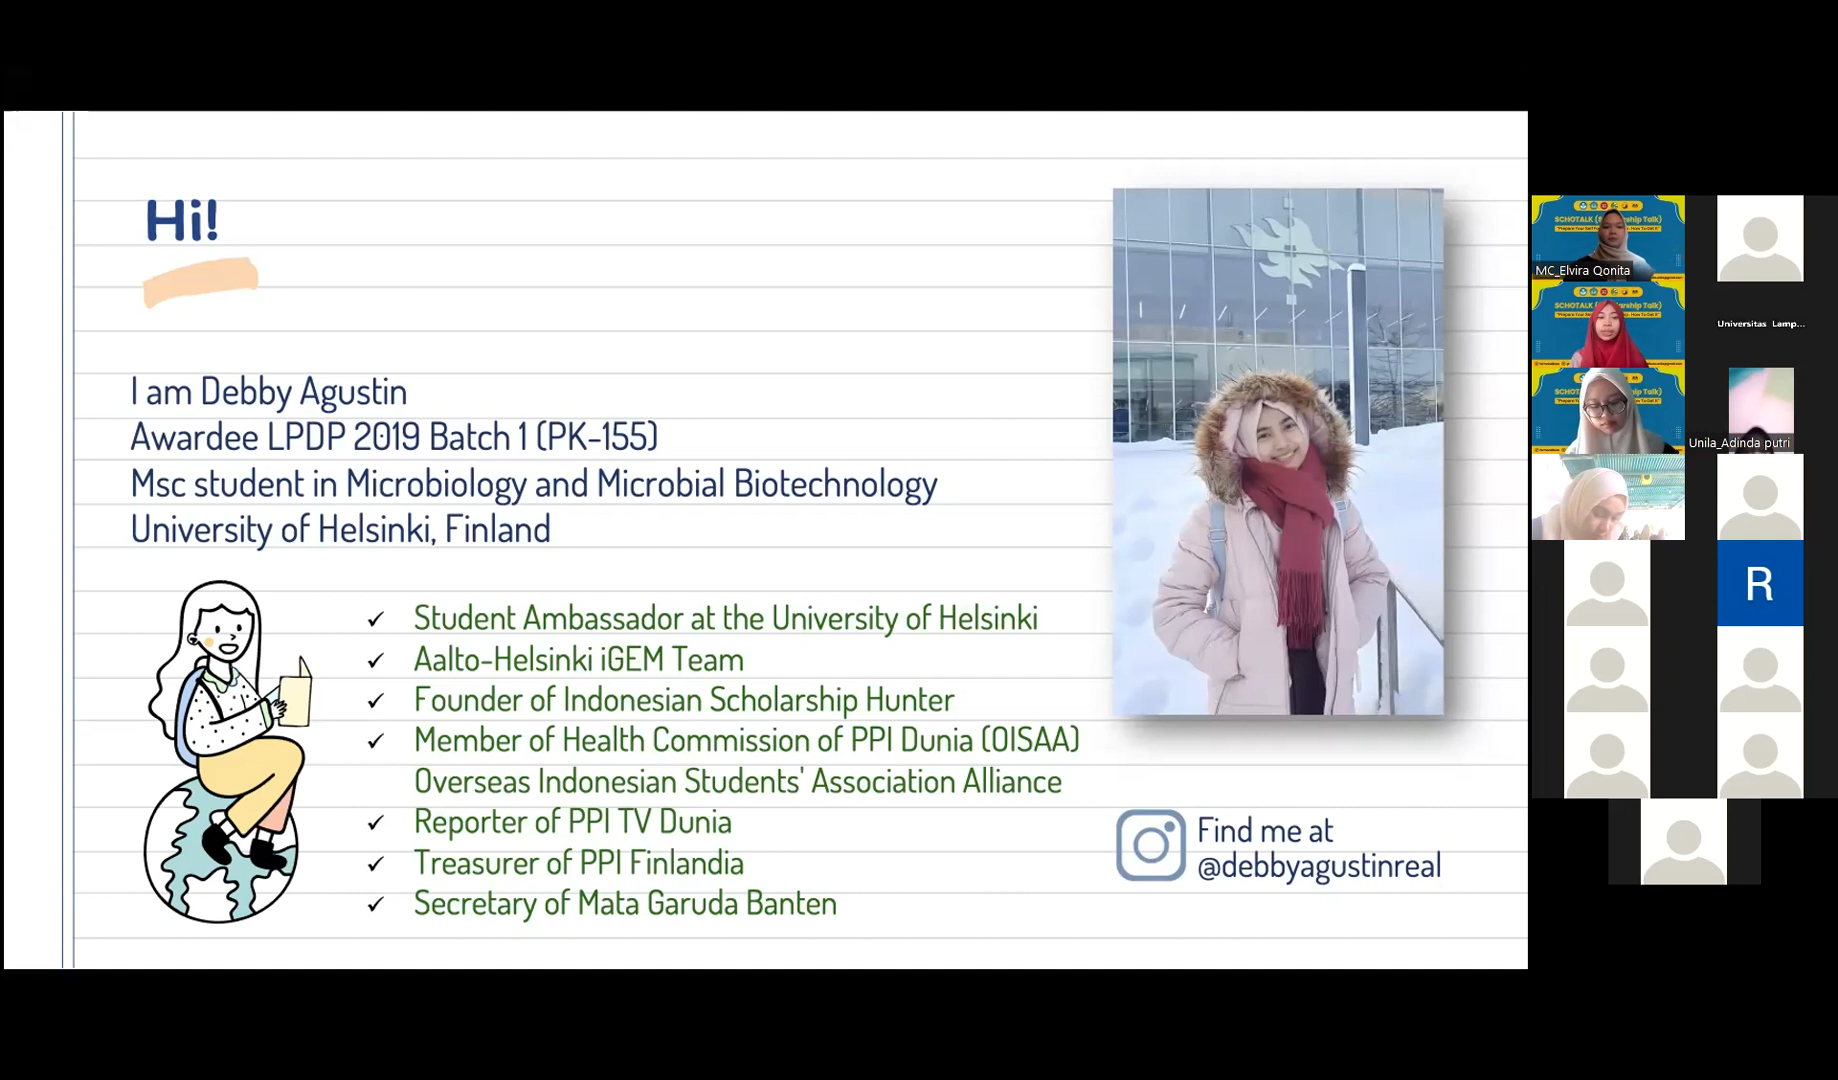 Hi!
I am Debby Agustin
Awardee LPDP 2019 Batch 1 (PK-155)
Msc student in Microbiology and Microbial Biotechnology
University of Helsinki, Finland
✓ Student Ambassador at the University of Helsinki
✓ Aalto-Helsinki iGEM Team
✓ Founder of Indonesian Scholarship Hunter
✓ Member of Health Commission of PPI Dunia (OISAA)
Overseas Indonesian Students' Association Alliance
✓ Reporter of PPI TV Dunia
✓ Treasurer of PPI Finlandia
✓ Secretary of Mata Garuda Banten
Find me at
@debbyagustinreal
SCHOTALK
MC_Elvira Qonita
SCHOTALK
Universitas Lamp...
Unila_Adinda putri
R